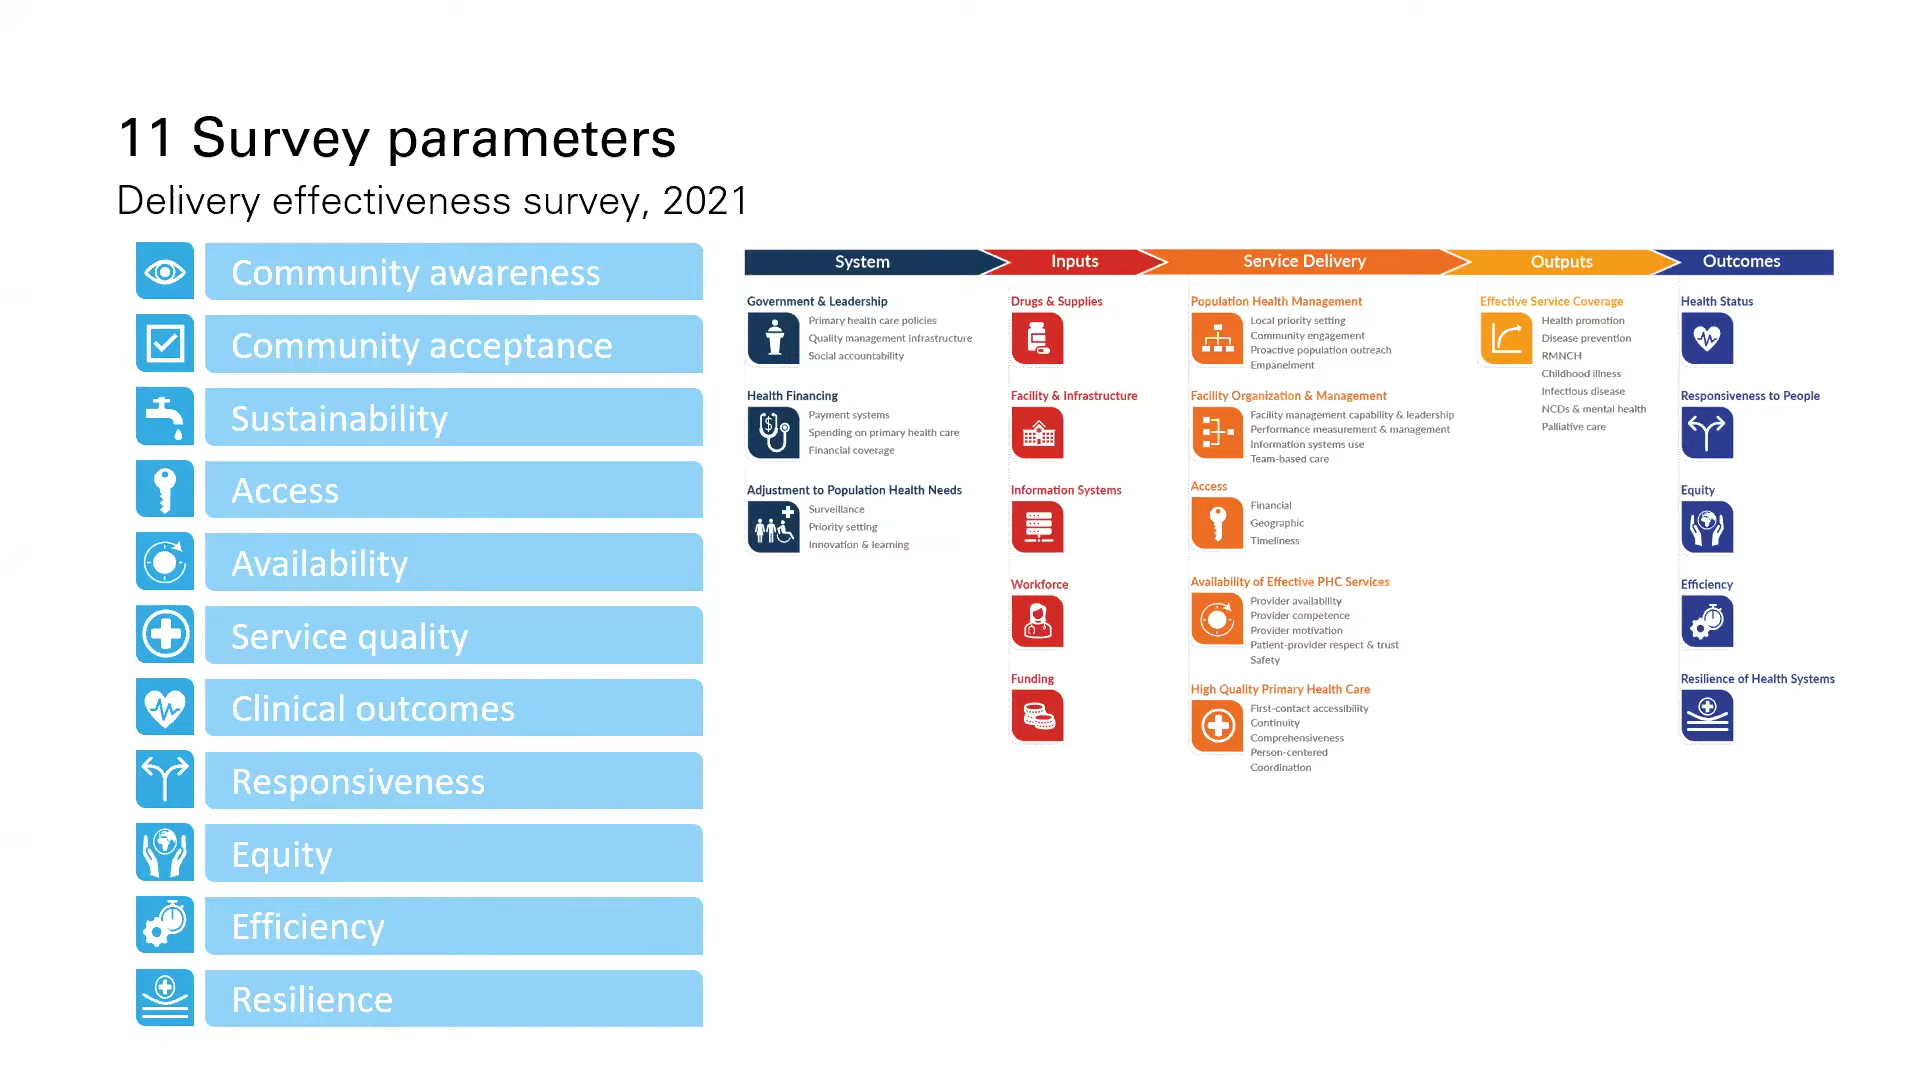 11 Survey parameters
Delivery effectiveness survey, 2021
Community awareness
Community acceptance
Sustainability
Access
Availability
Service quality
Clinical outcomes
Responsiveness
Equity
Efficiency
Resilience
System
Government & Leadership
Primary health care policies
Quality management infrastructure
Social accountability
Health Financing
Payment systems
Spending on primary health care
Financial coverage
Adjustment to Population Health Needs
Surveillance
Priority setting
Innovation & learning
Inputs
Drugs & Supplies
Facility & Infrastructure
Information Systems
Workforce
Funding
Service Delivery
Population Health Management
Local priority setting
Community engagement
Proactive population outreach
Empanelment
Facility Organization & Management
Facility management capability & leadership
Performance measurement & management
Information systems use
Team-based care
Access
Financial
Geographic
Timeliness
Availability of Effective PHC Services
Provider availability
Provider competence
Provider motivation
Patient-provider respect & trust
Safety
High Quality Primary Health Care
First-contact accessibility
Continuity
Comprehensiveness
Person-centered
Coordination
Outputs
Effective Service Coverage
Health promotion
Disease prevention
RMNCH
Childhood illness
Infectious disease
NCDs & mental health
Palliative care
Outcomes
Health Status
Responsiveness to People
Equity
Efficiency
Resilience of Health Systems